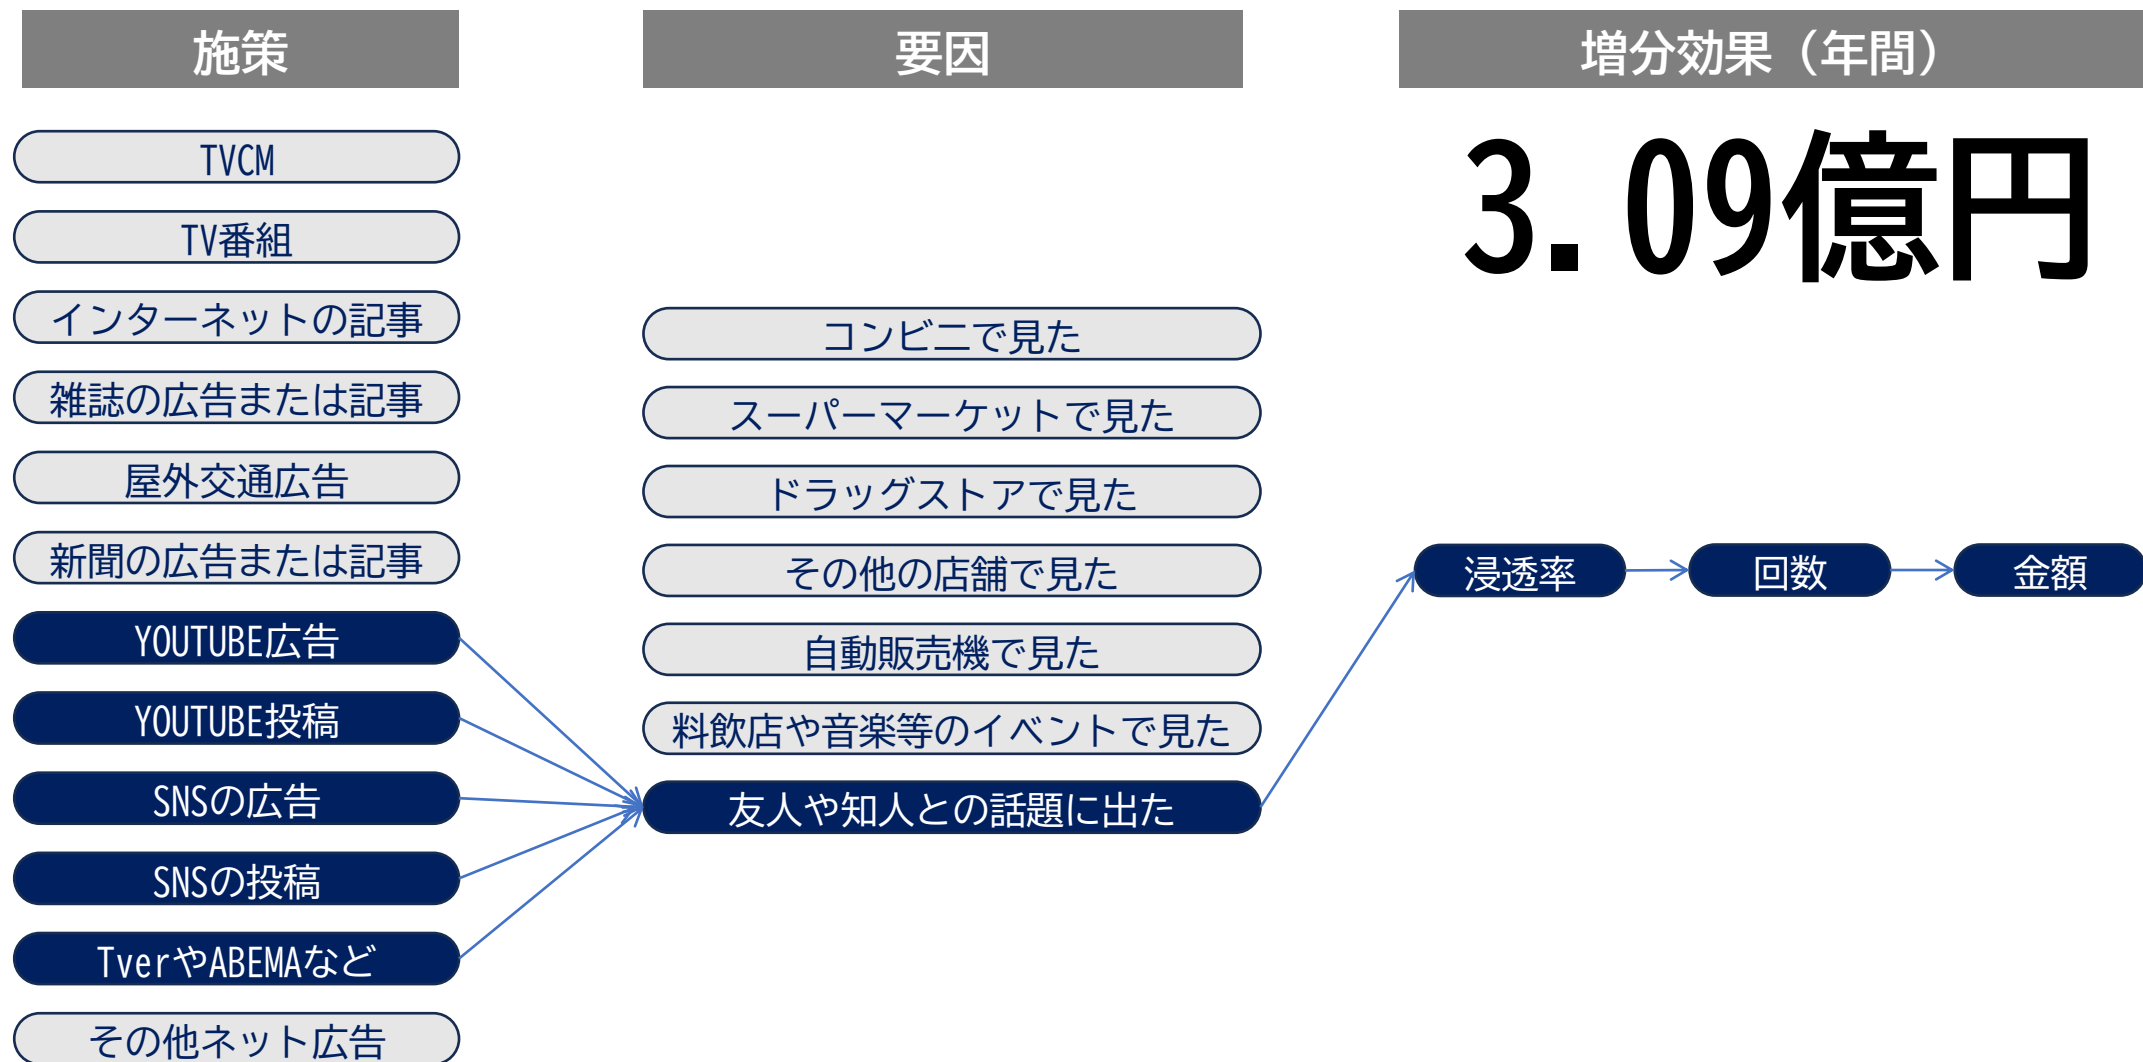 施策
要因
増分効果（年間）
3.09億円
TVCM
TV番組
インターネットの記事
雑誌の広告または記事
屋外交通広告
新聞の広告または記事
YOUTUBE広告
YOUTUBE投稿
SNSの広告
SNSの投稿
TverやABEMAなど
その他ネット広告
コンビニで見た
スーパーマーケットで見た
ドラッグストアで見た
その他の店舗で見た
自動販売機で見た
料飲店や音楽等のイベントで見た
友人や知人との話題に出た
浸透率
回数
金額